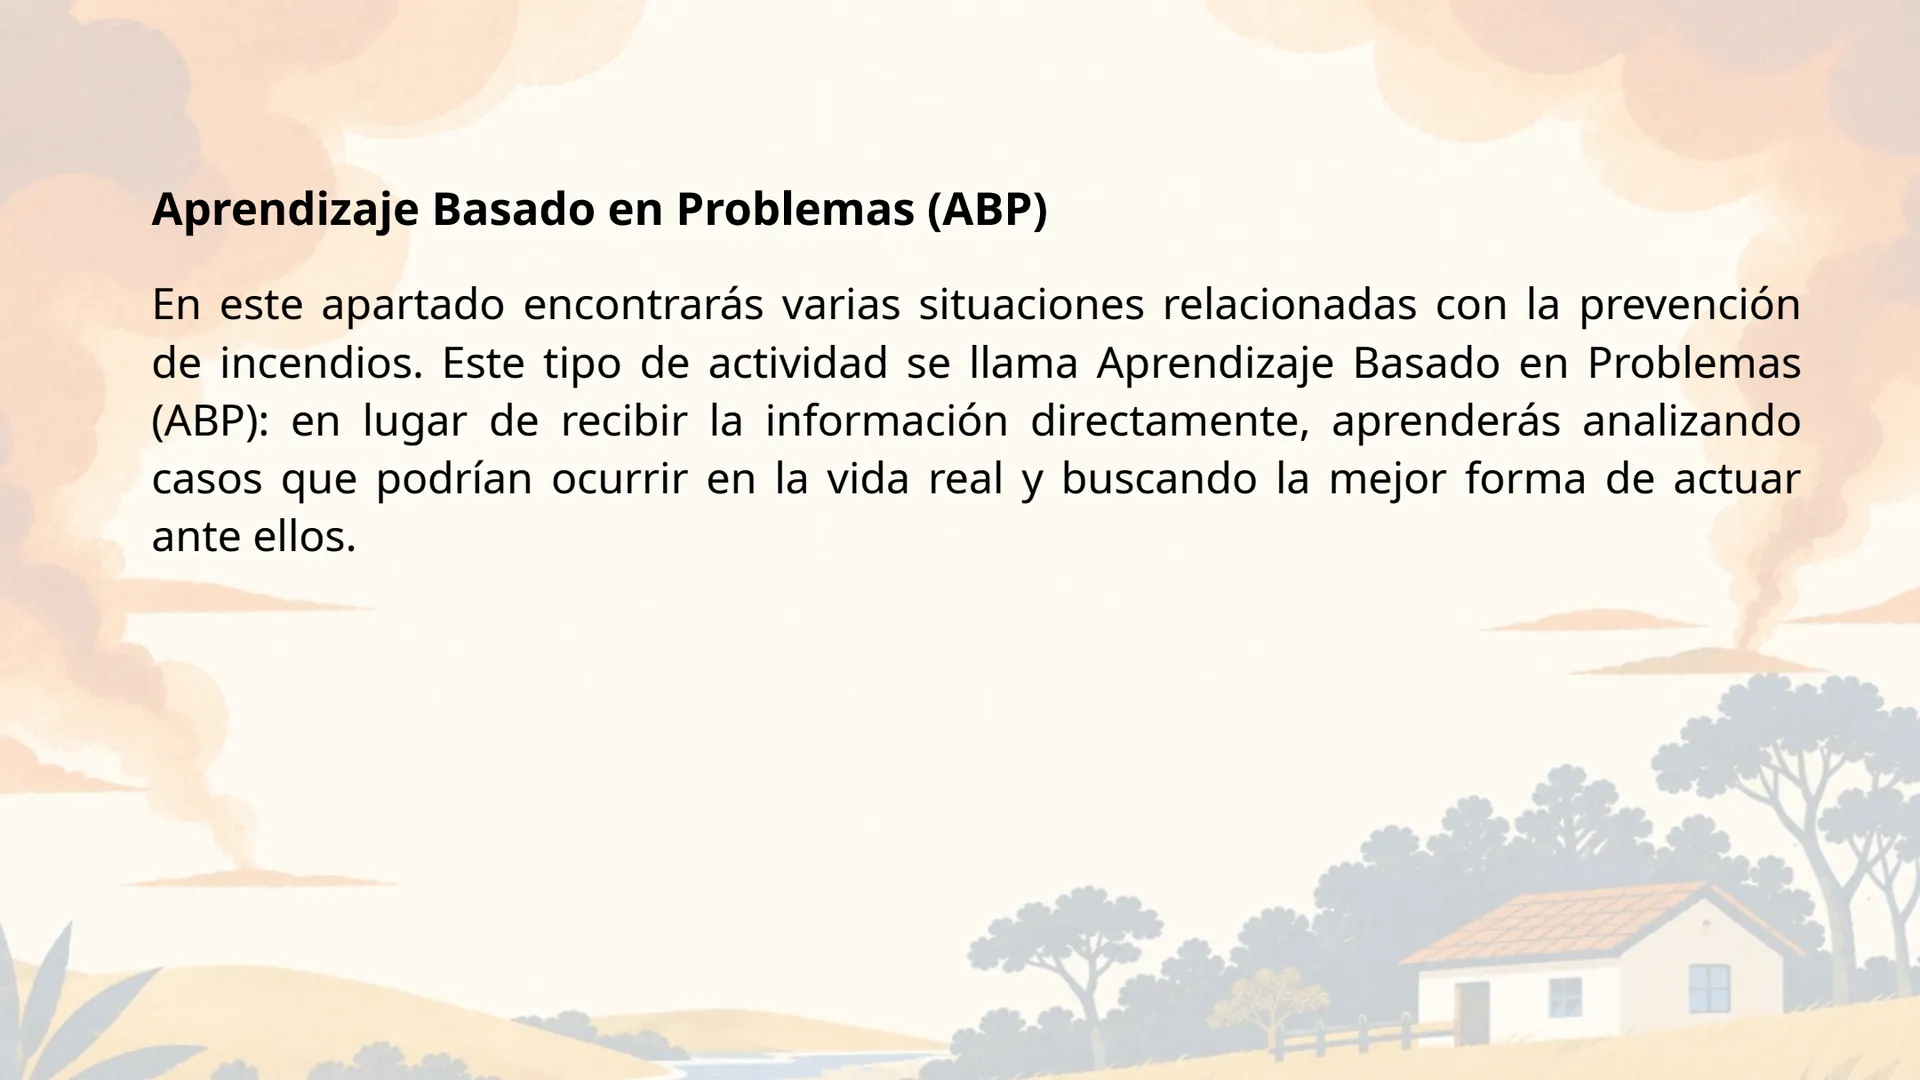 Aprendizaje Basado en Problemas (ABP)
En este apartado encontrarás varias situaciones relacionadas con la prevención
de incendios. Este tipo de actividad se llama Aprendizaje Basado en Problemas
(ABP): en lugar de recibir la información directamente, aprenderás analizando
casos que podrían ocurrir en la vida real y buscando la mejor forma de actuar
ante ellos.